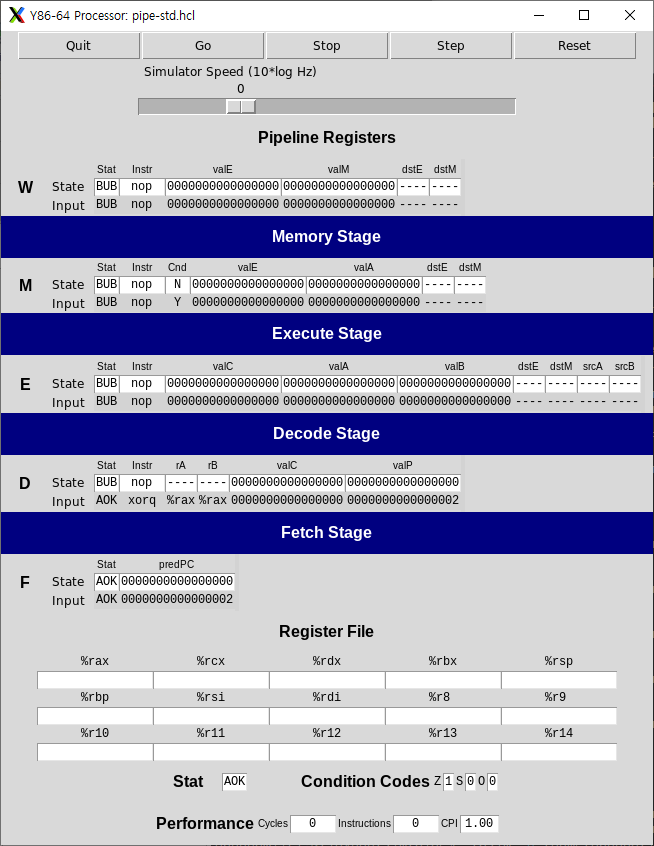 Y86-64 Processor: pipe-std.hcl
Quit Go Stop Step Reset
Simulator Speed (10*log Hz)
0
Pipeline Registers
Stat Instr valE valM dstE dstM
W State BUB nop 0000000000000000 0000000000000000 ---- ----
Input BUB nop 0000000000000000 0000000000000000 ---- ----
Memory Stage
Stat Instr Cnd valE valA dstE dstM
M State BUB nop N 0000000000000000 0000000000000000 ---- ----
Input BUB nop Y 0000000000000000 0000000000000000 ---- ----
Execute Stage
Stat Instr valC valA valB dstE dstM srcA srcB
E State BUB nop 0000000000000000 0000000000000000 0000000000000000 ---- ---- ---- ----
Input BUB nop 0000000000000000 0000000000000000 0000000000000000 ---- ---- ---- ----
Decode Stage
Stat Instr rA rB valC valP
D State BUB nop ---- ---- 0000000000000000 0000000000000000
Input AOK xorq %rax %rax 0000000000000000 0000000000000002
Fetch Stage
Stat predPC
F State AOK 0000000000000000
Input AOK 0000000000000002
Register File
%rax %rcx %rdx %rbx %rsp
%rbp %rsi %rdi %r8 %r9
%r10 %r11 %r12 %r13 %r14
Stat AOK Condition Codes Z 1 S 0 O 0
Performance Cycles 0 Instructions 0 CPI 1.00